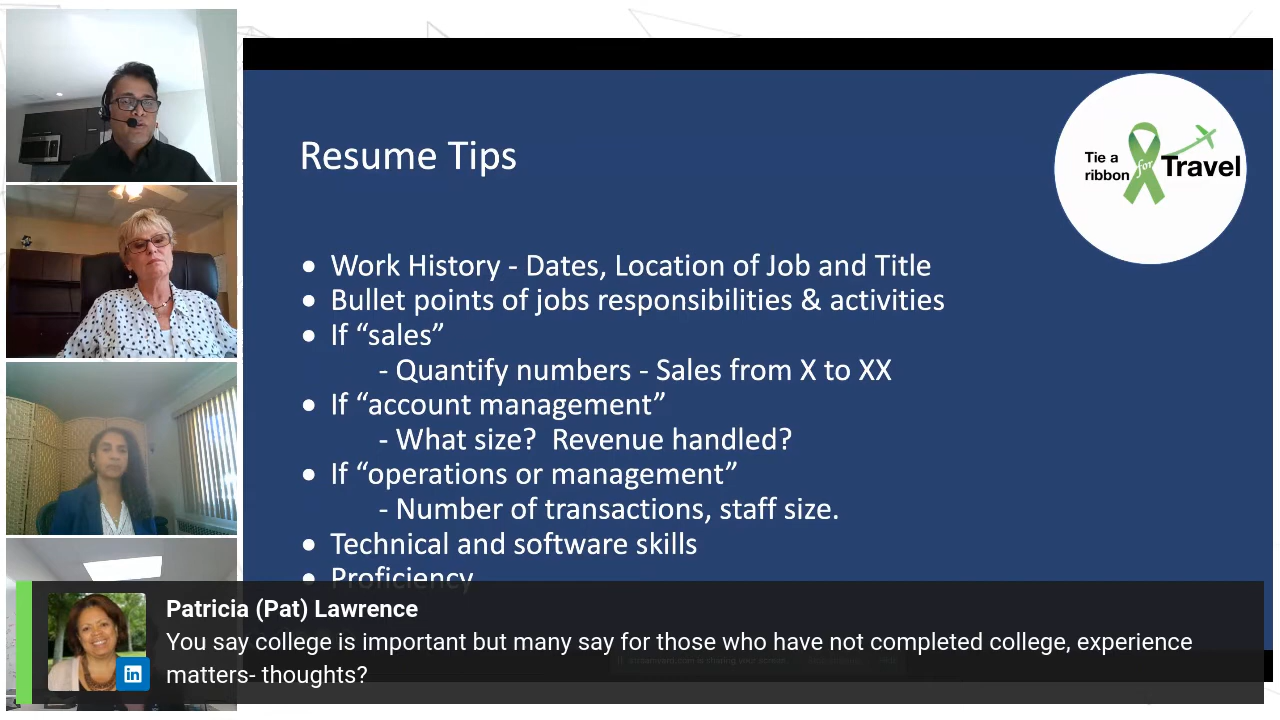 Resume Tips
Tie a
ribbon for Travel
• Work History - Dates, Location of Job and Title
• Bullet points of jobs responsibilities & activities
• If “sales”
- Quantify numbers - Sales from X to XX
• If “account management”
- What size?  Revenue handled?
• If “operations or management”
- Number of transactions, staff size.
• Technical and software skills
• Proficiency
Patricia (Pat) Lawrence
You say college is important but many say for those who have not completed college, experience
matters- thoughts?
in